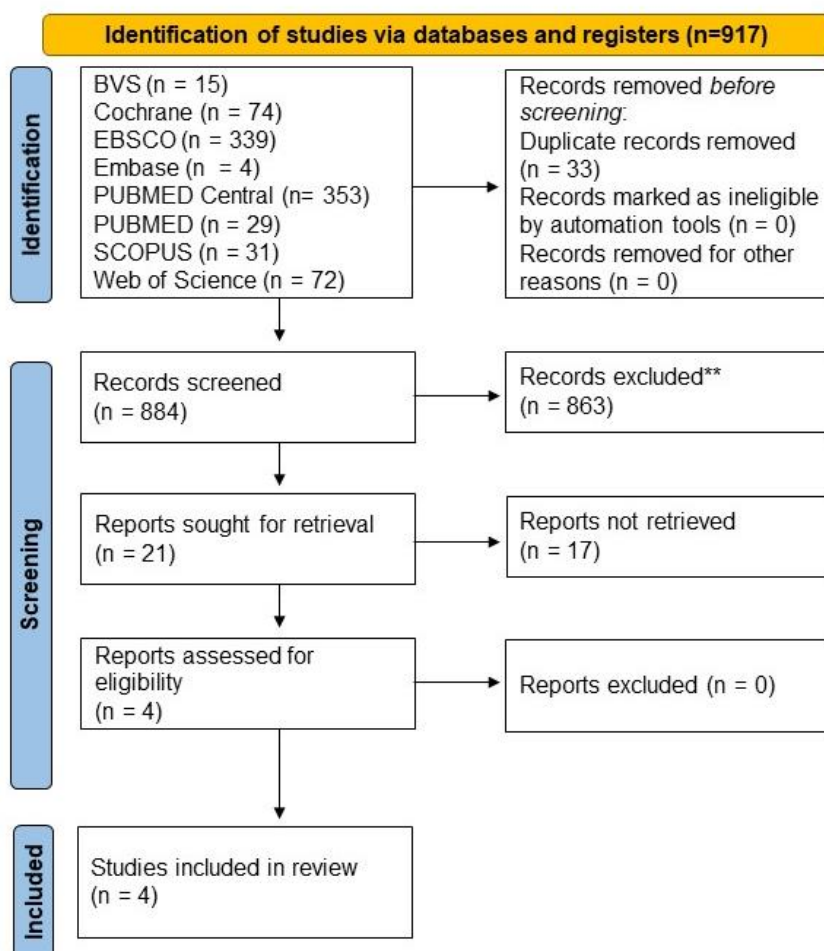 Identification of studies via databases and registers (n=917)
Identification
BVS (n = 15)
Cochrane (n = 74)
EBSCO (n = 339)
Embase (n = 4)
PUBMED Central (n= 353)
PUBMED (n = 29)
SCOPUS (n = 31)
Web of Science (n = 72)
Records removed before
screening:
Duplicate records removed
(n = 33)
Records marked as ineligible
by automation tools (n = 0)
Records removed for other
reasons (n = 0)
Screening
Records screened
(n = 884)
Records excluded**
(n = 863)
Reports sought for retrieval
(n = 21)
Reports not retrieved
(n = 17)
Reports assessed for
eligibility
(n = 4)
Reports excluded (n = 0)
Included
Studies included in review
(n = 4)